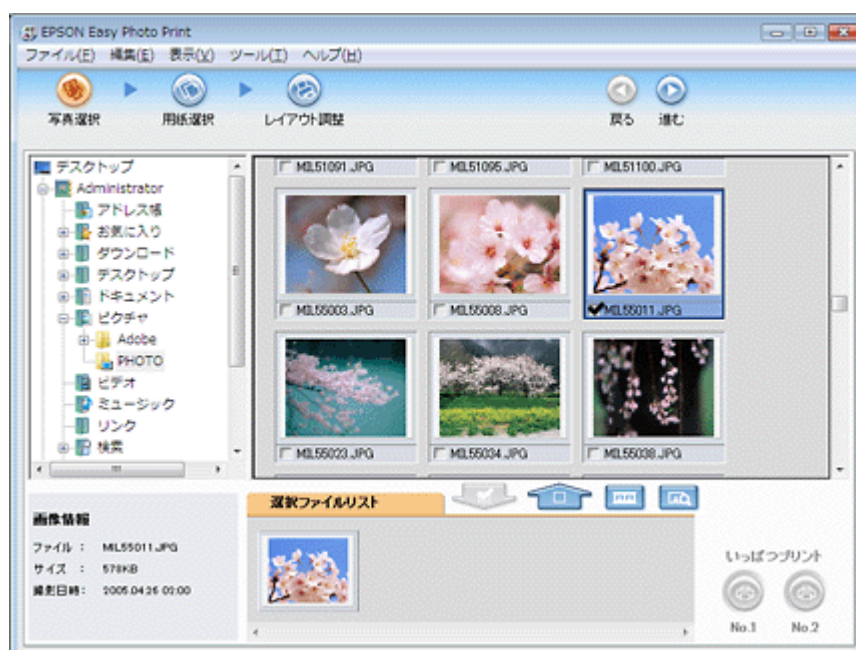 EPSON Easy Photo Print
ファイル(F) 編集(E) 表示(V) ツール(T) ヘルプ(H)
写真選択 用紙選択 レイアウト調整 戻る 進む
デスクトップ
Administrator
アドレス帳
お気に入り
ダウンロード
デスクトップ
ドキュメント
ピクチャ
Adobe
PHOTO
ビデオ
ミュージック
リンク
検索
MIL51091.JPG MIL51095.JPG MIL51100.JPG
MIL55003.JPG MIL55008.JPG MIL55011.JPG
MIL55023.JPG MIL55034.JPG MIL55038.JPG
選択ファイルリスト
画像情報
ファイル : MIL55011.JPG
サイズ : 578KB
撮影日時: 2005.04.26 02:00
いっぱつプリント
No.1 No.2